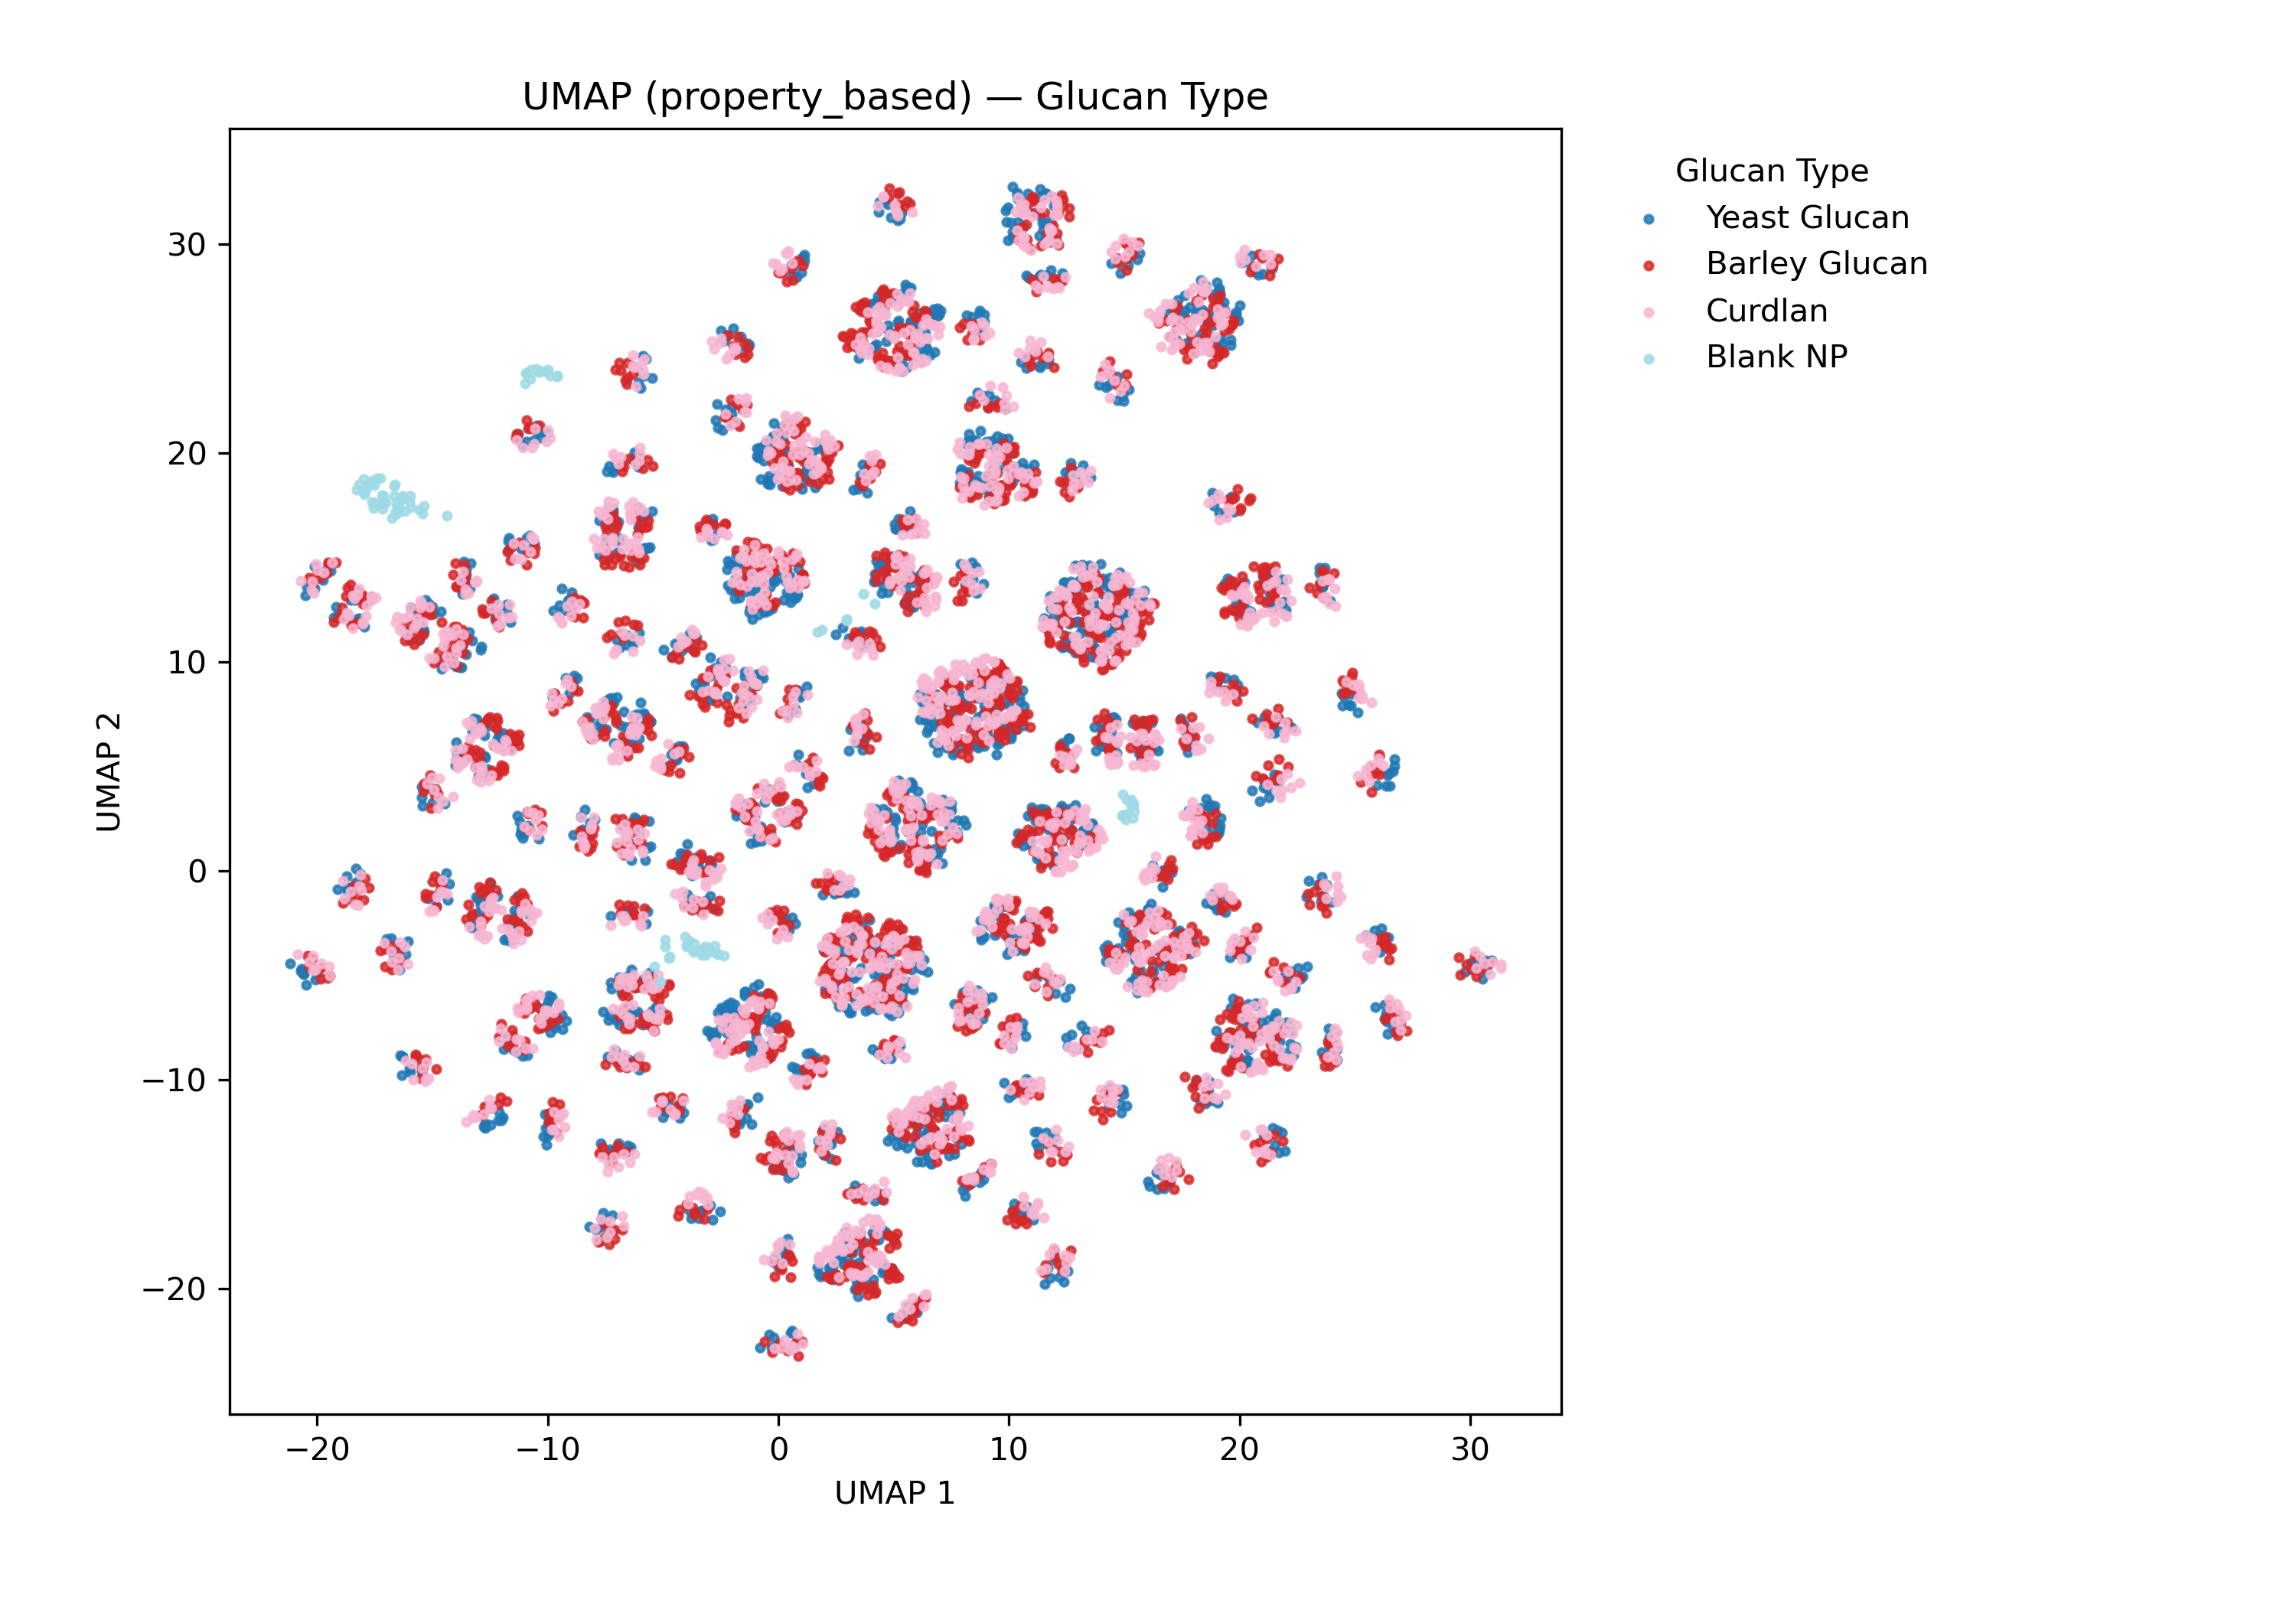 UMAP (property_based) — Glucan Type
Glucan Type
Yeast Glucan
Barley Glucan
Curdlan
Blank NP
30
20
10
0
−10
−20
UMAP 2
−20
−10
0
10
20
30
UMAP 1